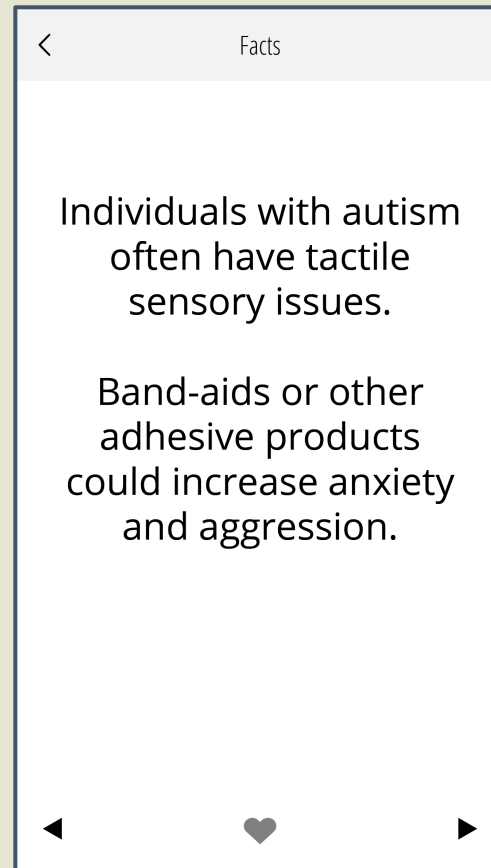 Facts
Individuals with autism
often have tactile
sensory issues.
Band-aids or other
adhesive products
could increase anxiety
and aggression.